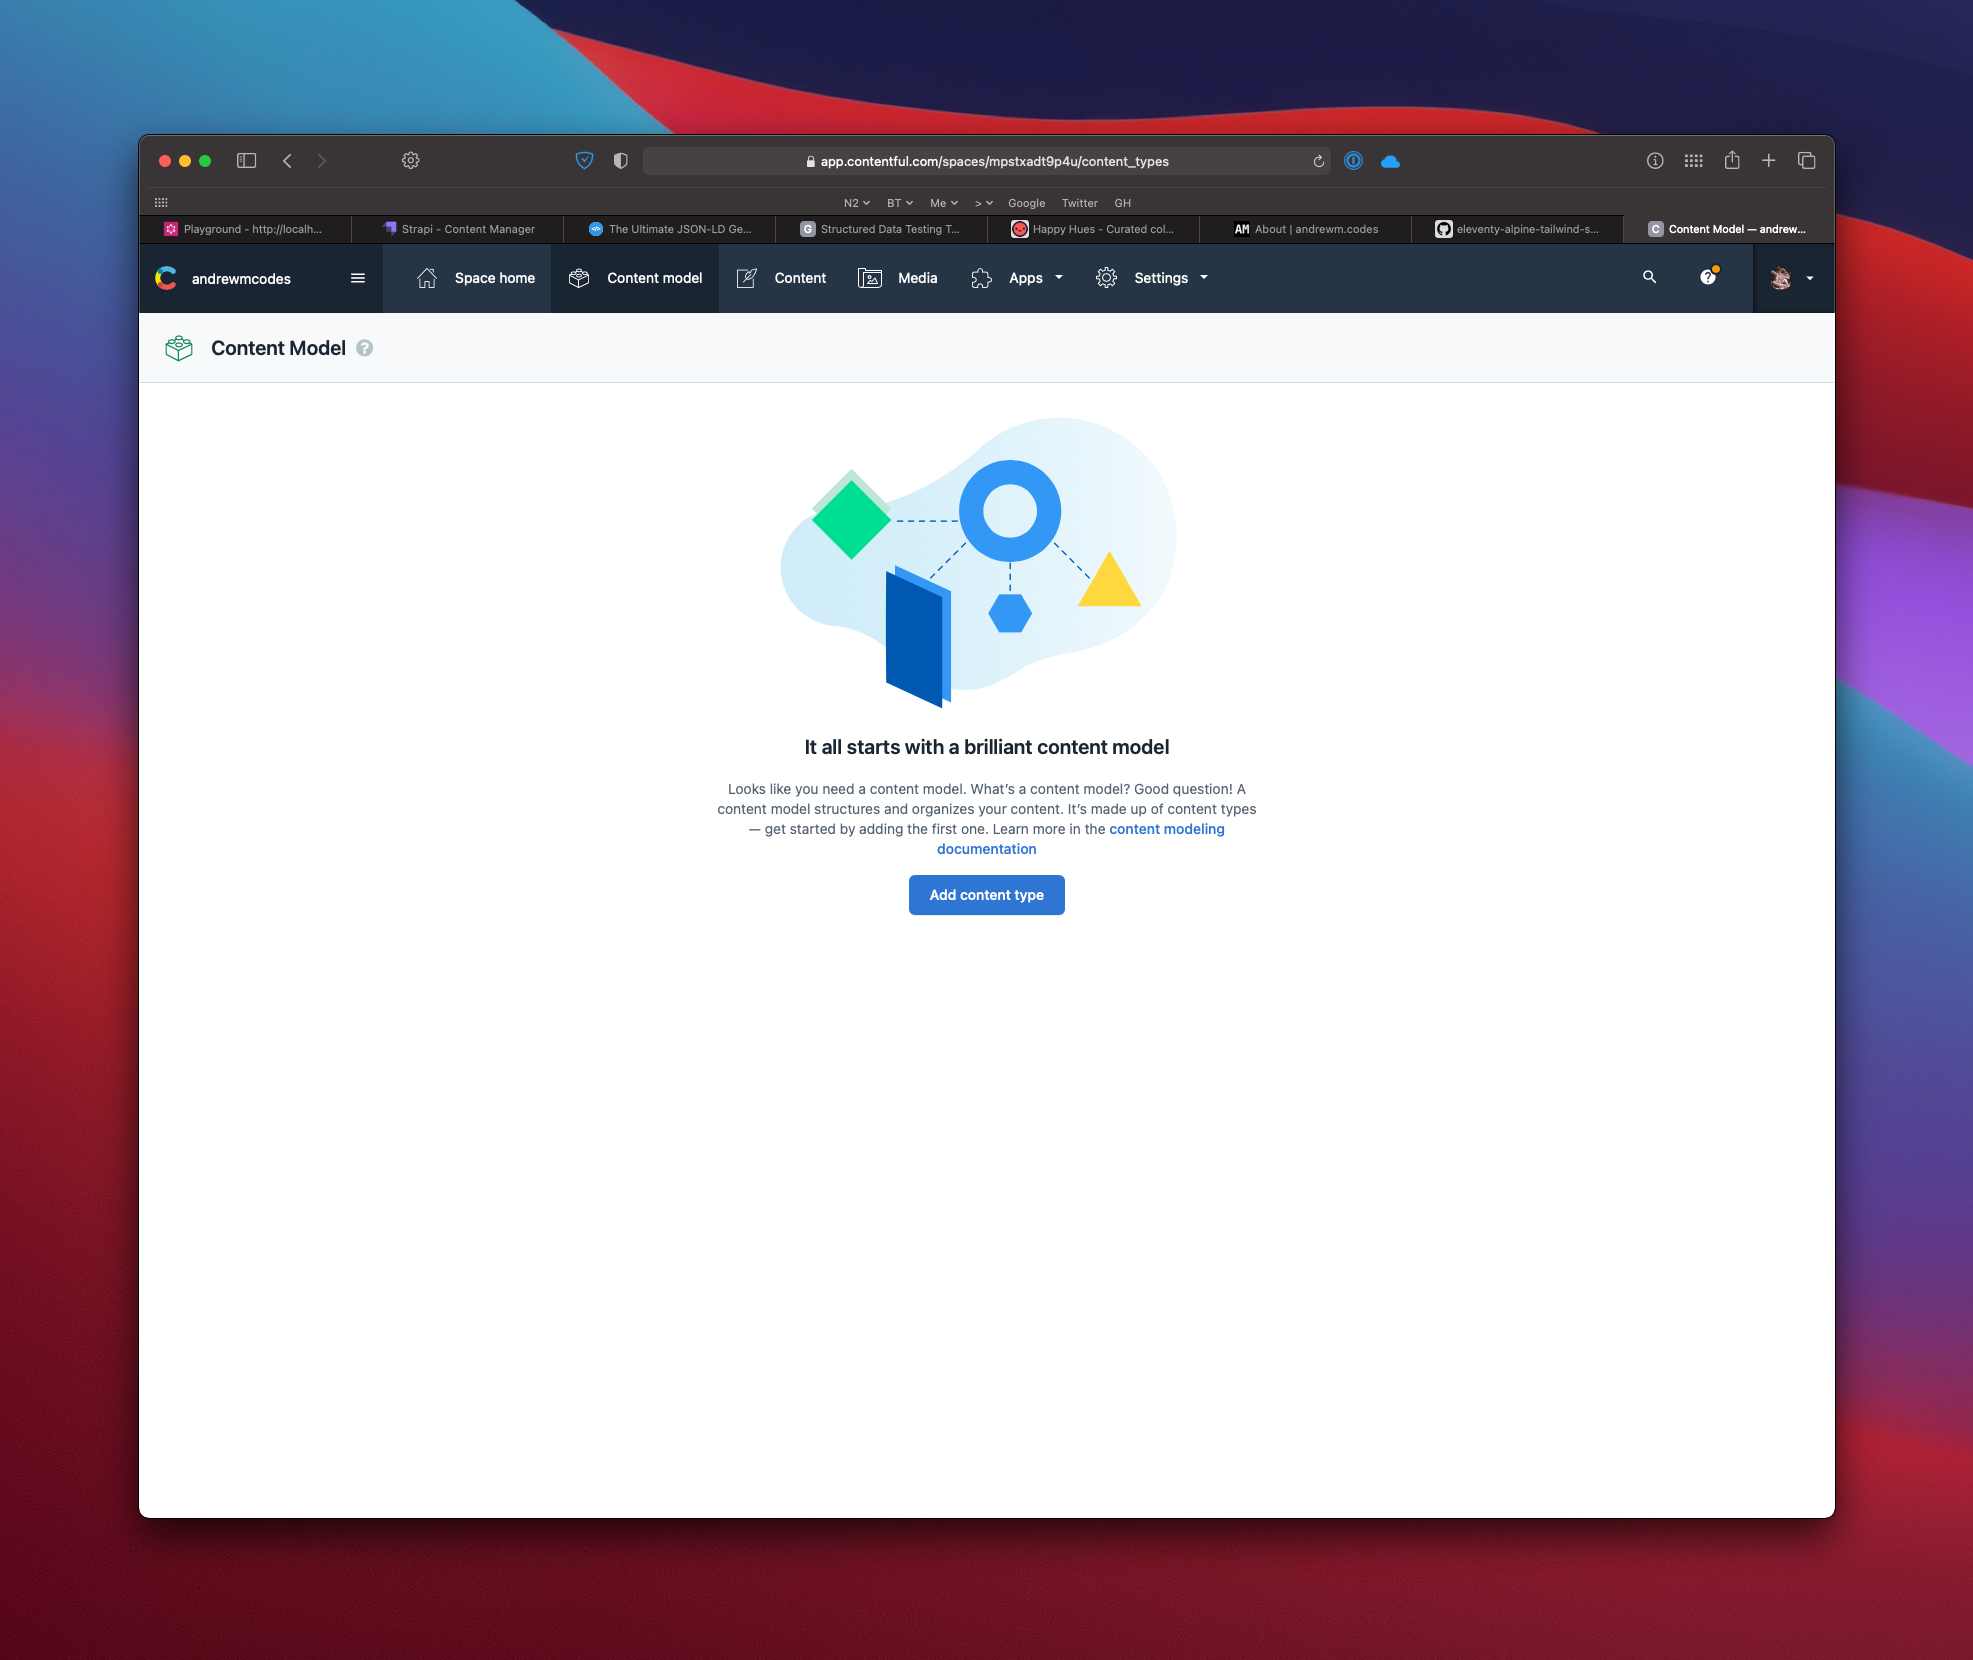 app.contentful.com/spaces/mpstxadt9p4u/content_types
N2 BT Me > Google Twitter GH
Playground - http://localh... Strapi - Content Manager The Ultimate JSON-LD Ge... G Structured Data Testing T... Happy Hues - Curated col... AM About | andrewm.codes eleventy-alpine-tailwind-s... C Content Model — andrew...
andrewmcodes Space home Content model Content Media Apps Settings ?
Content Model ?
It all starts with a brilliant content model
Looks like you need a content model. What’s a content model? Good question! A
content model structures and organizes your content. It’s made up of content types
— get started by adding the first one. Learn more in the content modeling
documentation
Add content type